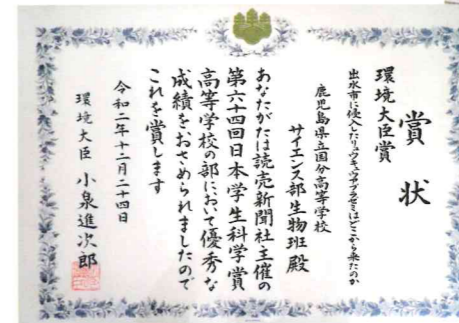 賞状
環境大臣賞
出水市に侵入したリュウキュウアブラゼミはどこから来たのか
鹿児島県立国分高等学校
サイエンス部生物班 殿
あなたがたは読売新聞社主催の
第六十四回日本学生科学賞
高等学校の部において優秀な
成績をおさめられましたので
これを賞します
令和二年十二月二十四日
環境大臣 小泉進次郎